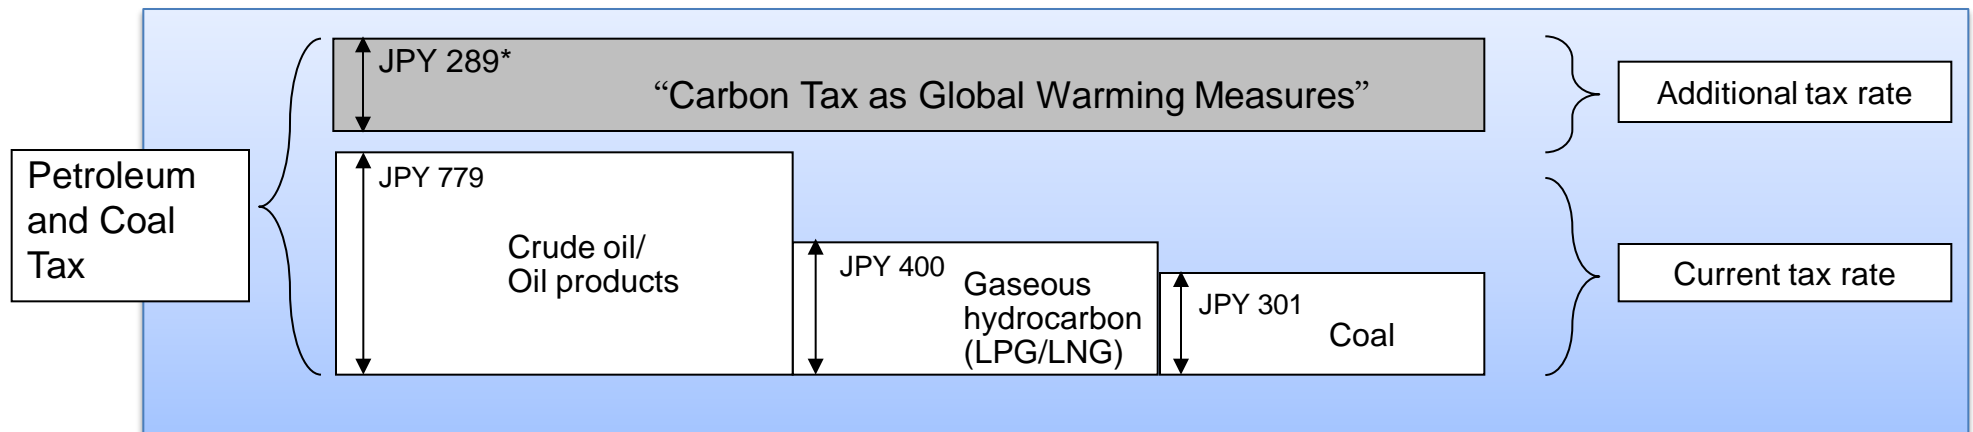 JPY 289*
“Carbon Tax as Global Warming Measures”
Additional tax rate
Petroleum
and Coal
Tax
JPY 779
Crude oil/
Oil products
JPY 400
Gaseous
hydrocarbon
(LPG/LNG)
JPY 301
Coal
Current tax rate